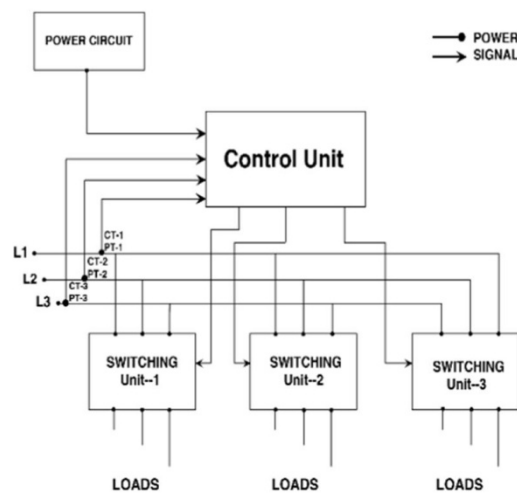 POWER CIRCUIT
POWER
SIGNAL
Control Unit
CT-1
L1 PT-1
CT-2
L2 PT-2
CT-3
L3 PT-3
SWITCHING
Unit--1
SWITCHING
Unit--2
SWITCHING
Unit--3
LOADS LOADS LOADS